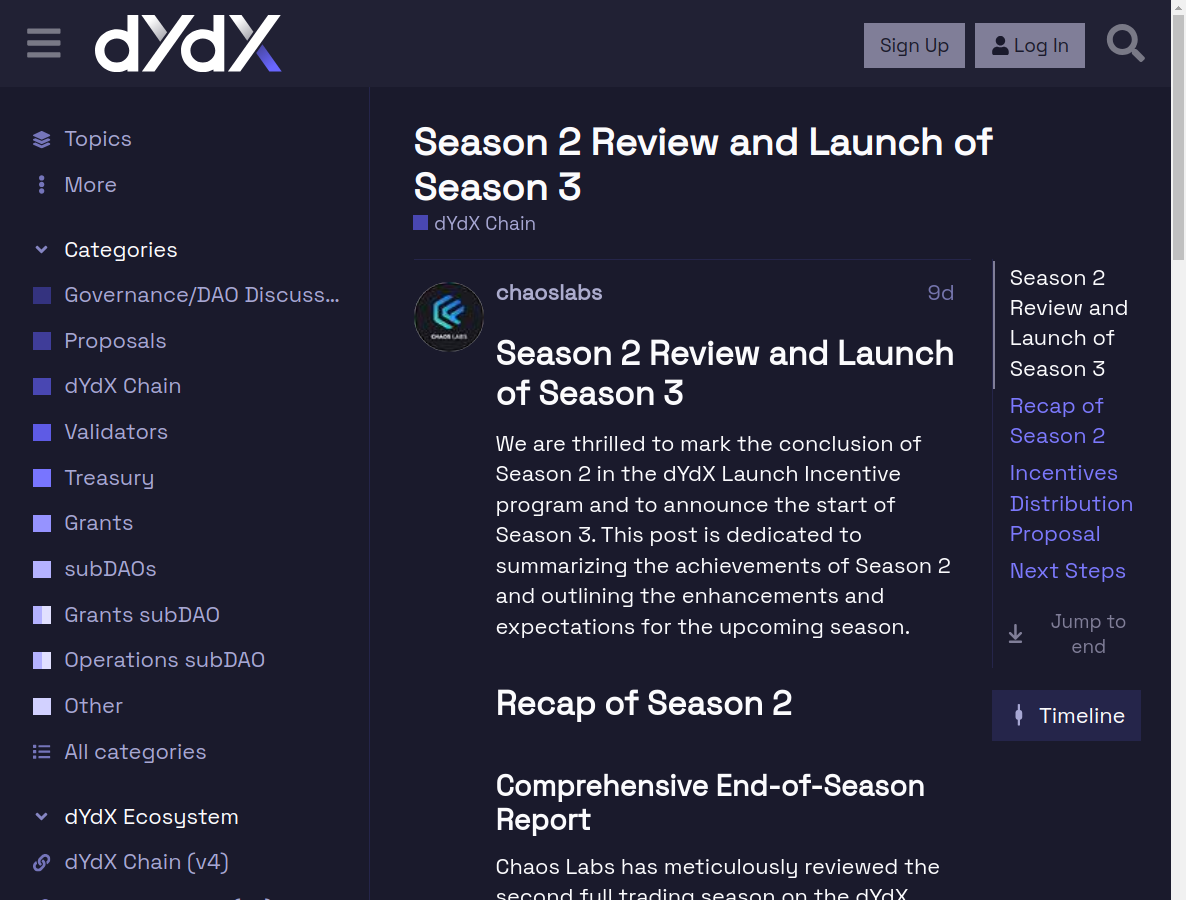 dYdX
Sign Up
Log In
Topics
More
Categories
Governance/DAO Discuss...
Proposals
dYdX Chain
Validators
Treasury
Grants
subDAOs
Grants subDAO
Operations subDAO
Other
All categories
dYdX Ecosystem
dYdX Chain (v4)
Season 2 Review and Launch of
Season 3
dYdX Chain
CHAOS LABS
chaoslabs
9d
Season 2 Review and Launch
of Season 3
We are thrilled to mark the conclusion of
Season 2 in the dYdX Launch Incentive
program and to announce the start of
Season 3. This post is dedicated to
summarizing the achievements of Season 2
and outlining the enhancements and
expectations for the upcoming season.
Recap of Season 2
Comprehensive End-of-Season
Report
Chaos Labs has meticulously reviewed the
second full trading season on the dYdX
Season 2
Review and
Launch of
Season 3
Recap of
Season 2
Incentives
Distribution
Proposal
Next Steps
Jump to
end
Timeline